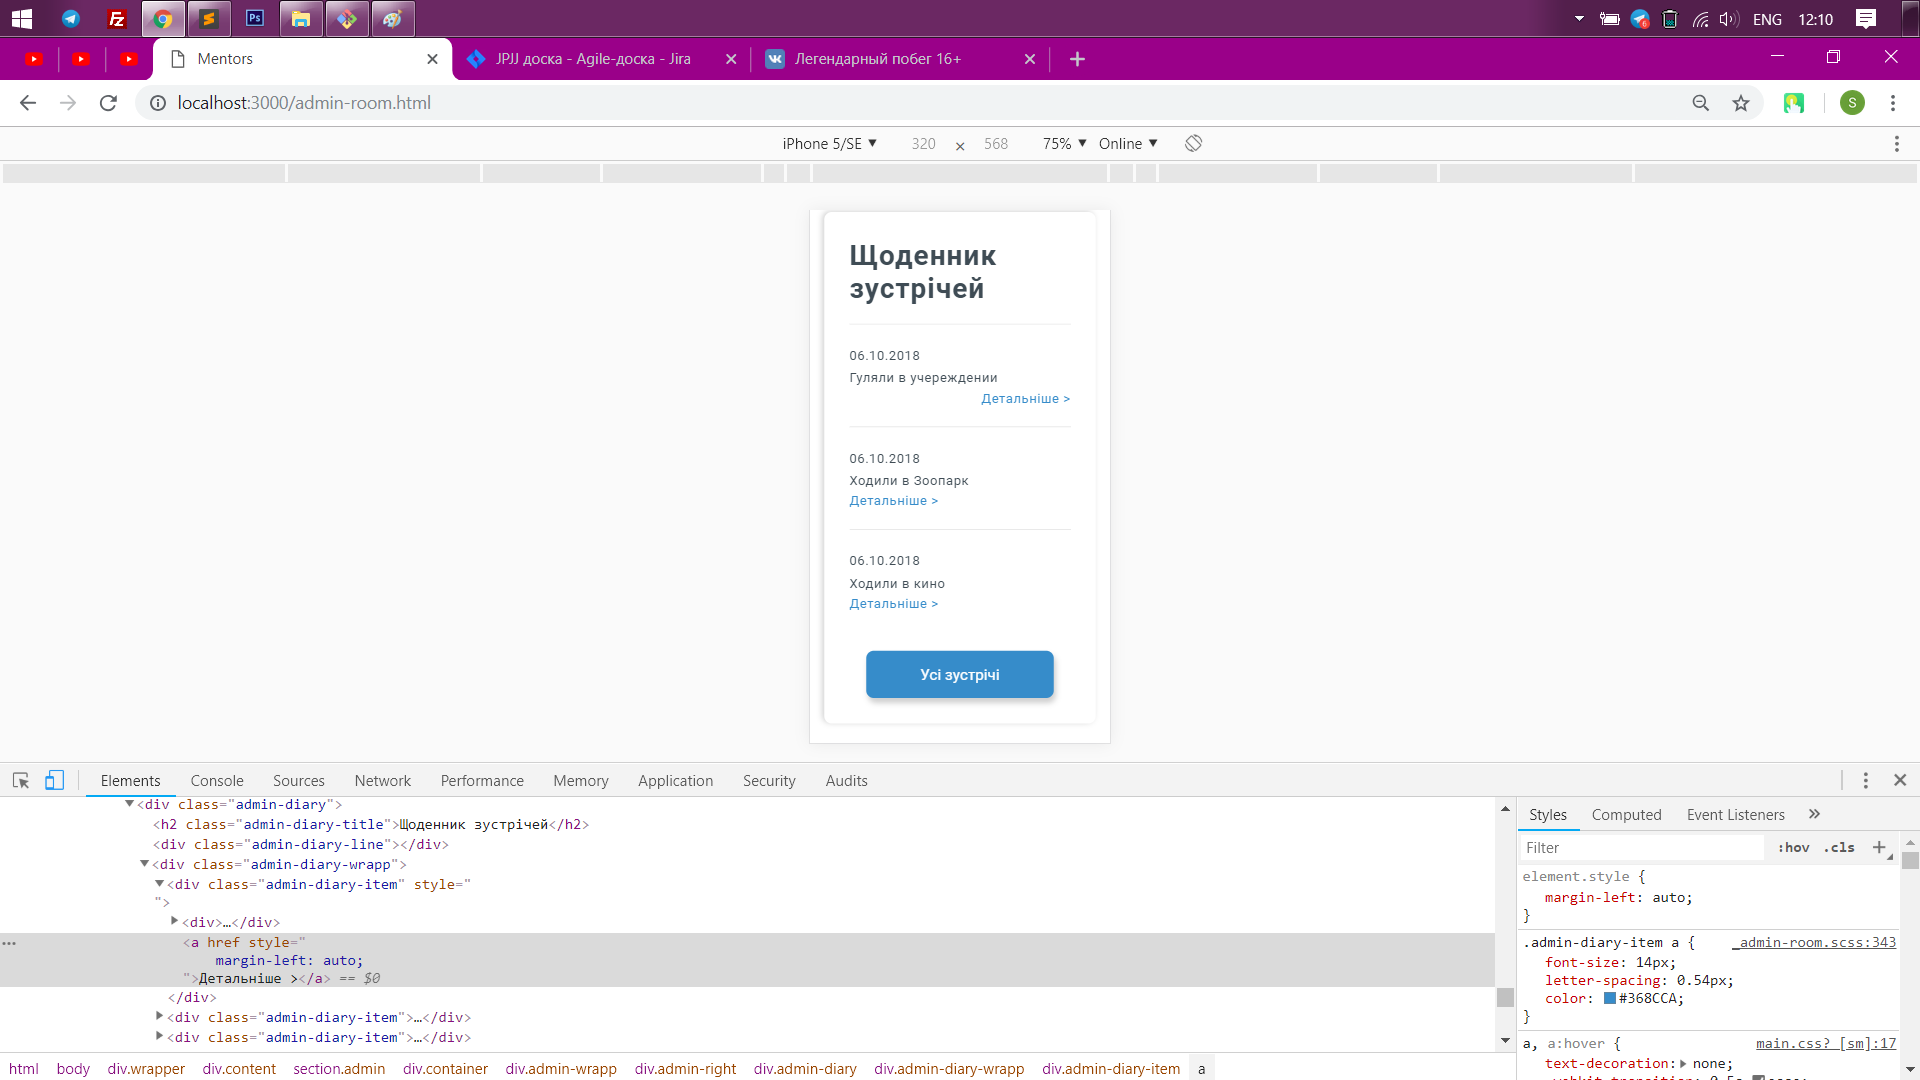 ENG
12:10
Mentors
JPJJ доска - Agile-доска - Jira
Легендарный побег 16+
localhost:3000/admin-room.html
S
iPhone 5/SE ▼ 320 × 568 75% ▼ Online ▼
Щоденник
зустрічей
06.10.2018
Гуляли в учереждении
Детальніше >
06.10.2018
Ходили в Зоопарк
Детальніше >
06.10.2018
Ходили в кино
Детальніше >
Усі зустрічі
Elements Console Sources Network Performance Memory Application Security Audits
<div class="admin-diary">
<h2 class="admin-diary-title">Щоденник зустрічей</h2>
<div class="admin-diary-line"></div>
<div class="admin-diary-wrapp">
<div class="admin-diary-item" style="
">
<div>…</div>
<a href style="
margin-left: auto;
">Детальніше ></a> == $0
</div>
<div class="admin-diary-item">…</div>
<div class="admin-diary-item">…</div>
html body div.wrapper div.content section.admin div.container div.admin-wrapp div.admin-right div.admin-diary div.admin-diary-wrapp div.admin-diary-item a
Styles Computed Event Listeners »
Filter :hov .cls +
element.style {
margin-left: auto;
}
.admin-diary-item a { _admin-room.scss:343
font-size: 14px;
letter-spacing: 0.54px;
color: #368CCA;
}
a, a:hover { main.css? [sm]:17
text-decoration: none;